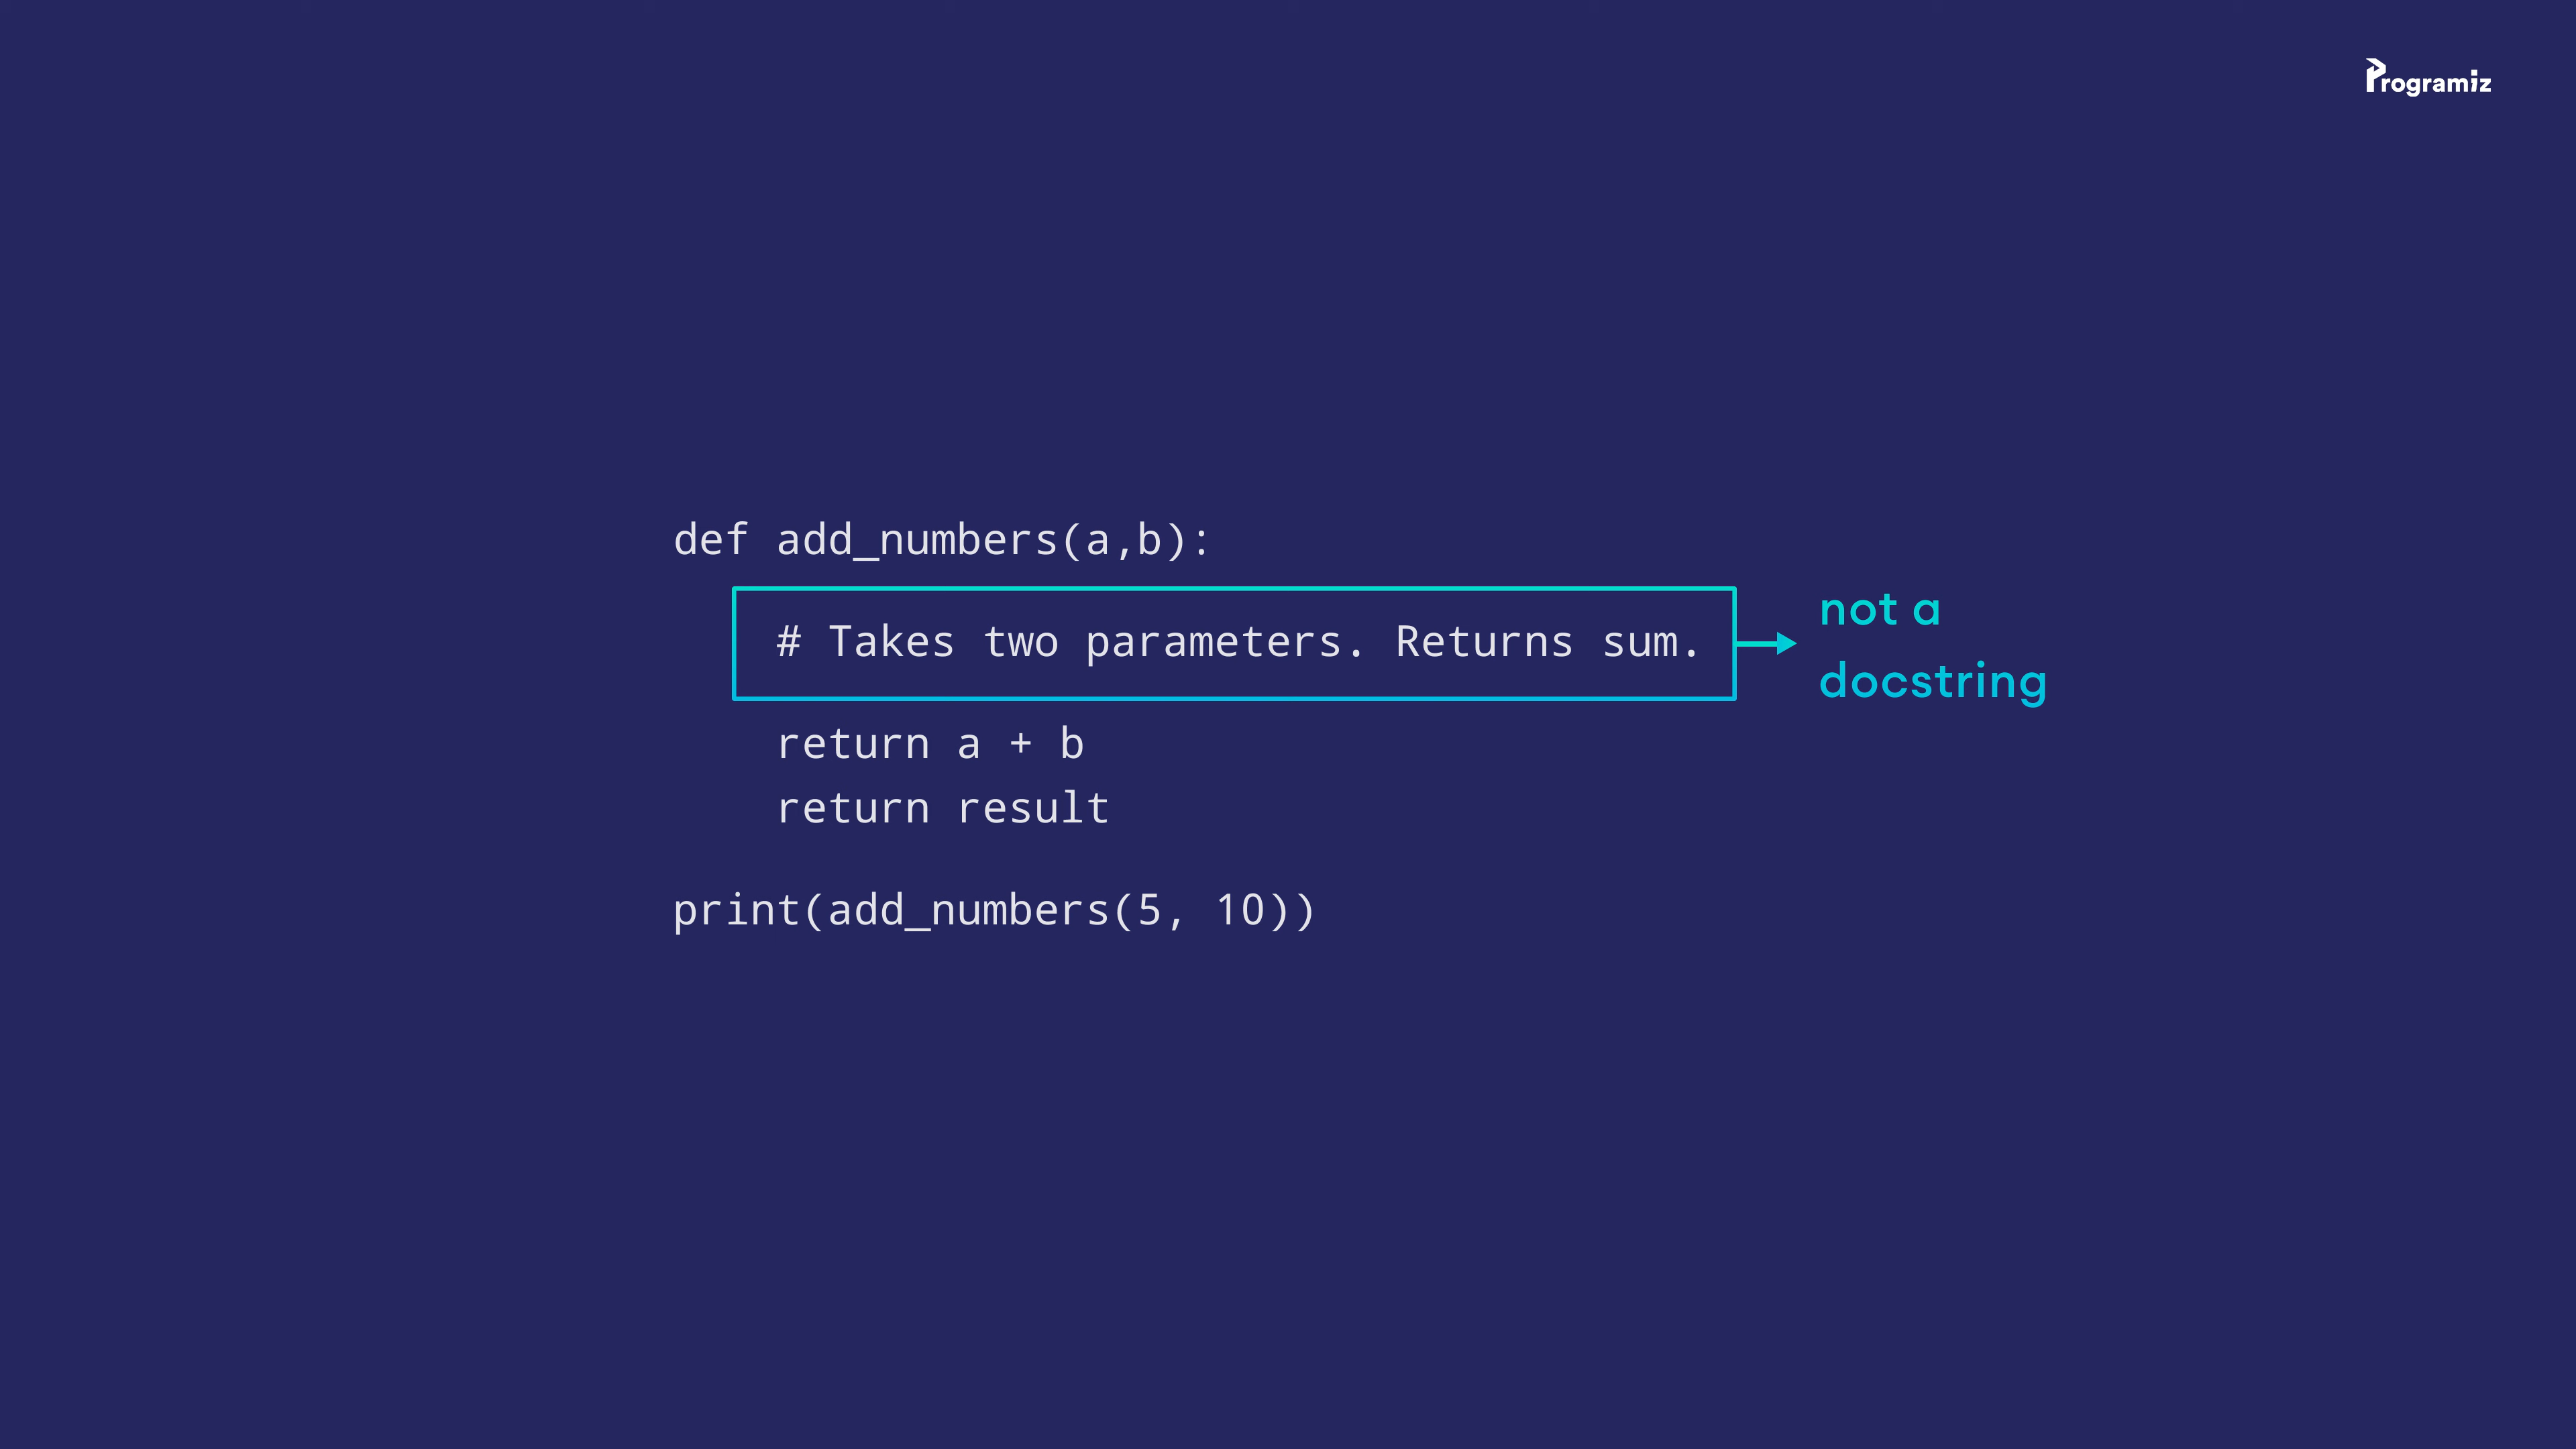 Programiz
def add_numbers(a,b):
# Takes two parameters. Returns sum.
not a
docstring
return a + b
return result
print(add_numbers(5, 10))